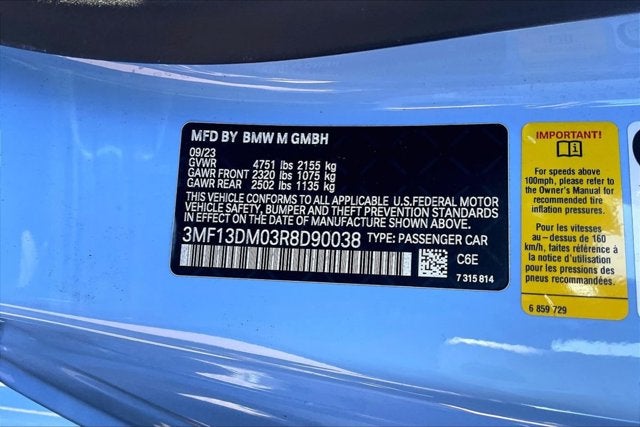 MFD BY BMW M GMBH
09/23
GVWR 4751 lbs 2155 kg
GAWR FRONT 2320 lbs 1075 kg
GAWR REAR 2502 lbs 1135 kg
THIS VEHICLE CONFORMS TO ALL APPLICABLE U.S.FEDERAL MOTOR
VEHICLE SAFETY, BUMPER AND THEFT PREVENTION STANDARDS
IN EFFECT ON THE DATE OF MANUFACTURE SHOWN ABOVE.
3MF13DM03R8D90038 TYPE: PASSENGER CAR
C6E
7 315 814
IMPORTANT!
For speeds above
100mph, please refer to
the Owner's Manual for
recommended tire
inflation pressures.
Pour les vitesses
au-dessus de 160
km/h, faites référence à
la notice d'utilisation
pour les pressions des
pneus recommandés
6 859 729